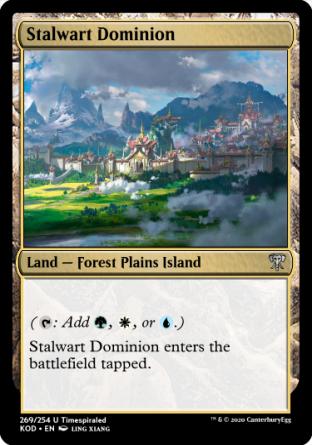 Stalwart Dominion
Land — Forest Plains Island
(: Add , , or .)
Stalwart Dominion enters the
battlefield tapped.
269/254 U Timespiraled
KOD • EN LING XIANG
™ & © 2020 CanterburyEgg